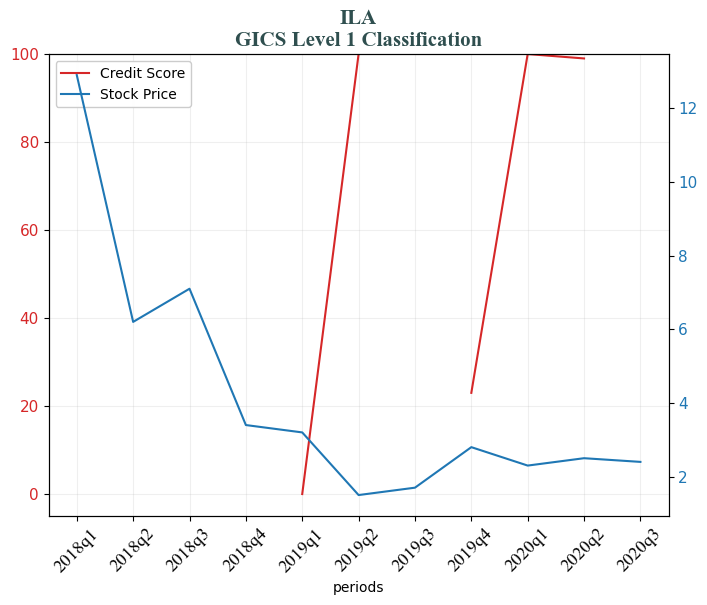 ILA
GICS Level 1 Classification
Credit Score
Stock Price
100
80
60
40
20
0
12
10
8
6
4
2
2018q1
2018q2
2018q3
2018q4
2019q1
2019q2
2019q3
2019q4
2020q1
2020q2
2020q3
periods